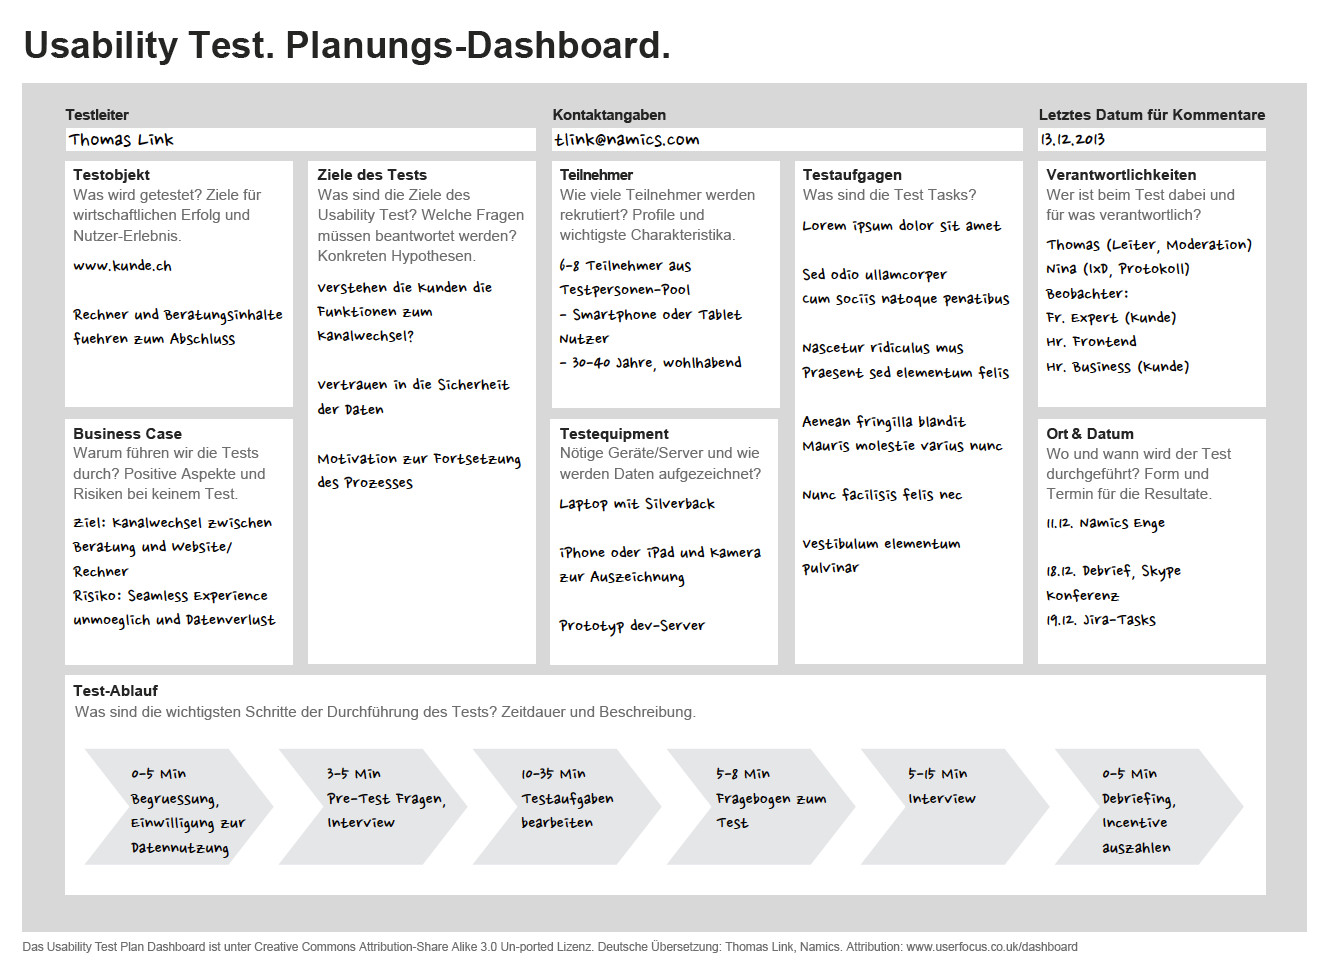 Usability Test. Planungs-Dashboard.
Testleiter
Thomas Link
Kontaktangaben
tlink@namics.com
Letztes Datum für Kommentare
13.12.2013
Testobjekt
Was wird getestet? Ziele für
wirtschaftlichen Erfolg und
Nutzer-Erlebnis.
www.kunde.ch
Rechner und Beratungsinhalte
fuehren zum Abschluss
Business Case
Warum führen wir die Tests
durch? Positive Aspekte und
Risiken bei keinem Test.
Ziel: Kanalwechsel zwischen
Beratung und Website/
Rechner
Risiko: Seamless Experience
unmoeglich und Datenverlust
Ziele des Tests
Was sind die Ziele des
Usability Test? Welche Fragen
müssen beantwortet werden?
Konkreten Hypothesen.
Verstehen die Kunden die
Funktionen zum
Kanalwechsel?
Vertrauen in die Sicherheit
der Daten
Motivation zur Fortsetzung
des Prozesses
Teilnehmer
Wie viele Teilnehmer werden
rekrutiert? Profile und
wichtigste Charakteristika.
6-8 Teilnehmer aus
Testpersonen-Pool
- Smartphone oder Tablet
Nutzer
- 30-40 Jahre, wohlhabend
Testequipment
Nötige Geräte/Server und wie
werden Daten aufgezeichnet?
Laptop mit Silverback
iPhone oder iPad und Kamera
zur Auszeichnung
Prototyp dev-Server
Testaufgagen
Was sind die Test Tasks?
Lorem ipsum dolor sit amet
Sed odio ullamcorper
Cum sociis natoque penatibus
Nascetur ridiculus mus
Praesent sed elementum felis
Aenean fringilla blandit
Mauris molestie varius nunc
Nunc facilisis felis nec
Vestibulum elementum
pulvinar
Verantwortlichkeiten
Wer ist beim Test dabei und
für was verantwortlich?
Thomas (Leiter, Moderation)
Nina (IxD, Protokoll)
Beobachter:
Fr. Expert (Kunde)
Hr. Frontend
Hr. Business (Kunde)
Ort & Datum
Wo und wann wird der Test
durchgeführt? Form und
Termin für die Resultate.
11.12. Namics Enge
18.12. Debrief, Skype
Konferenz
19.12. Jira-Tasks
Test-Ablauf
Was sind die wichtigsten Schritte der Durchführung des Tests? Zeitdauer und Beschreibung.
0-5 Min
Begruessung,
Einwilligung zur
Datennutzung
3-5 Min
Pre-Test Fragen,
Interview
10-35 Min
Testaufgaben
bearbeiten
5-8 Min
Fragebogen zum
Test
5-15 Min
Interview
0-5 Min
Debriefing,
Incentive
auszahlen
Das Usability Test Plan Dashboard ist unter Creative Commons Attribution-Share Alike 3.0 Un-ported Lizenz. Deutsche Übersetzung: Thomas Link, Namics. Attribution: www.userfocus.co.uk/dashboard